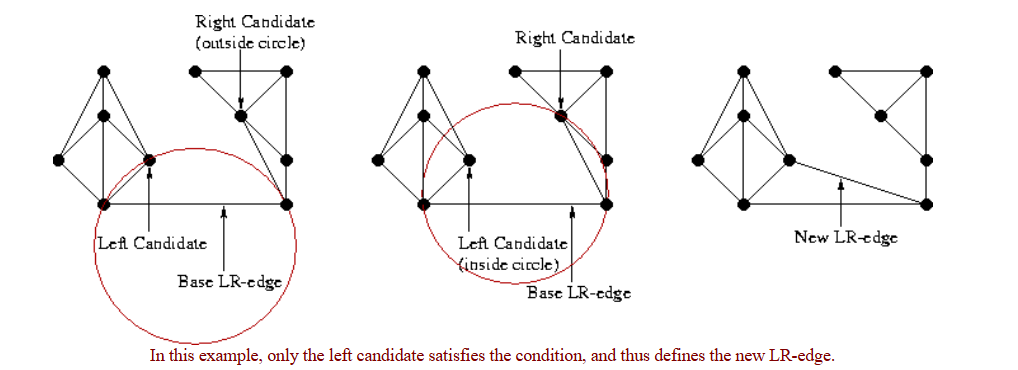 Right Candidate
(outside circle)
Left Candidate
Base LR-edge
Right Candidate
Left Candidate
(inside circle)
Base LR-edge
New LR-edge
In this example, only the left candidate satisfies the condition, and thus defines the new LR-edge.